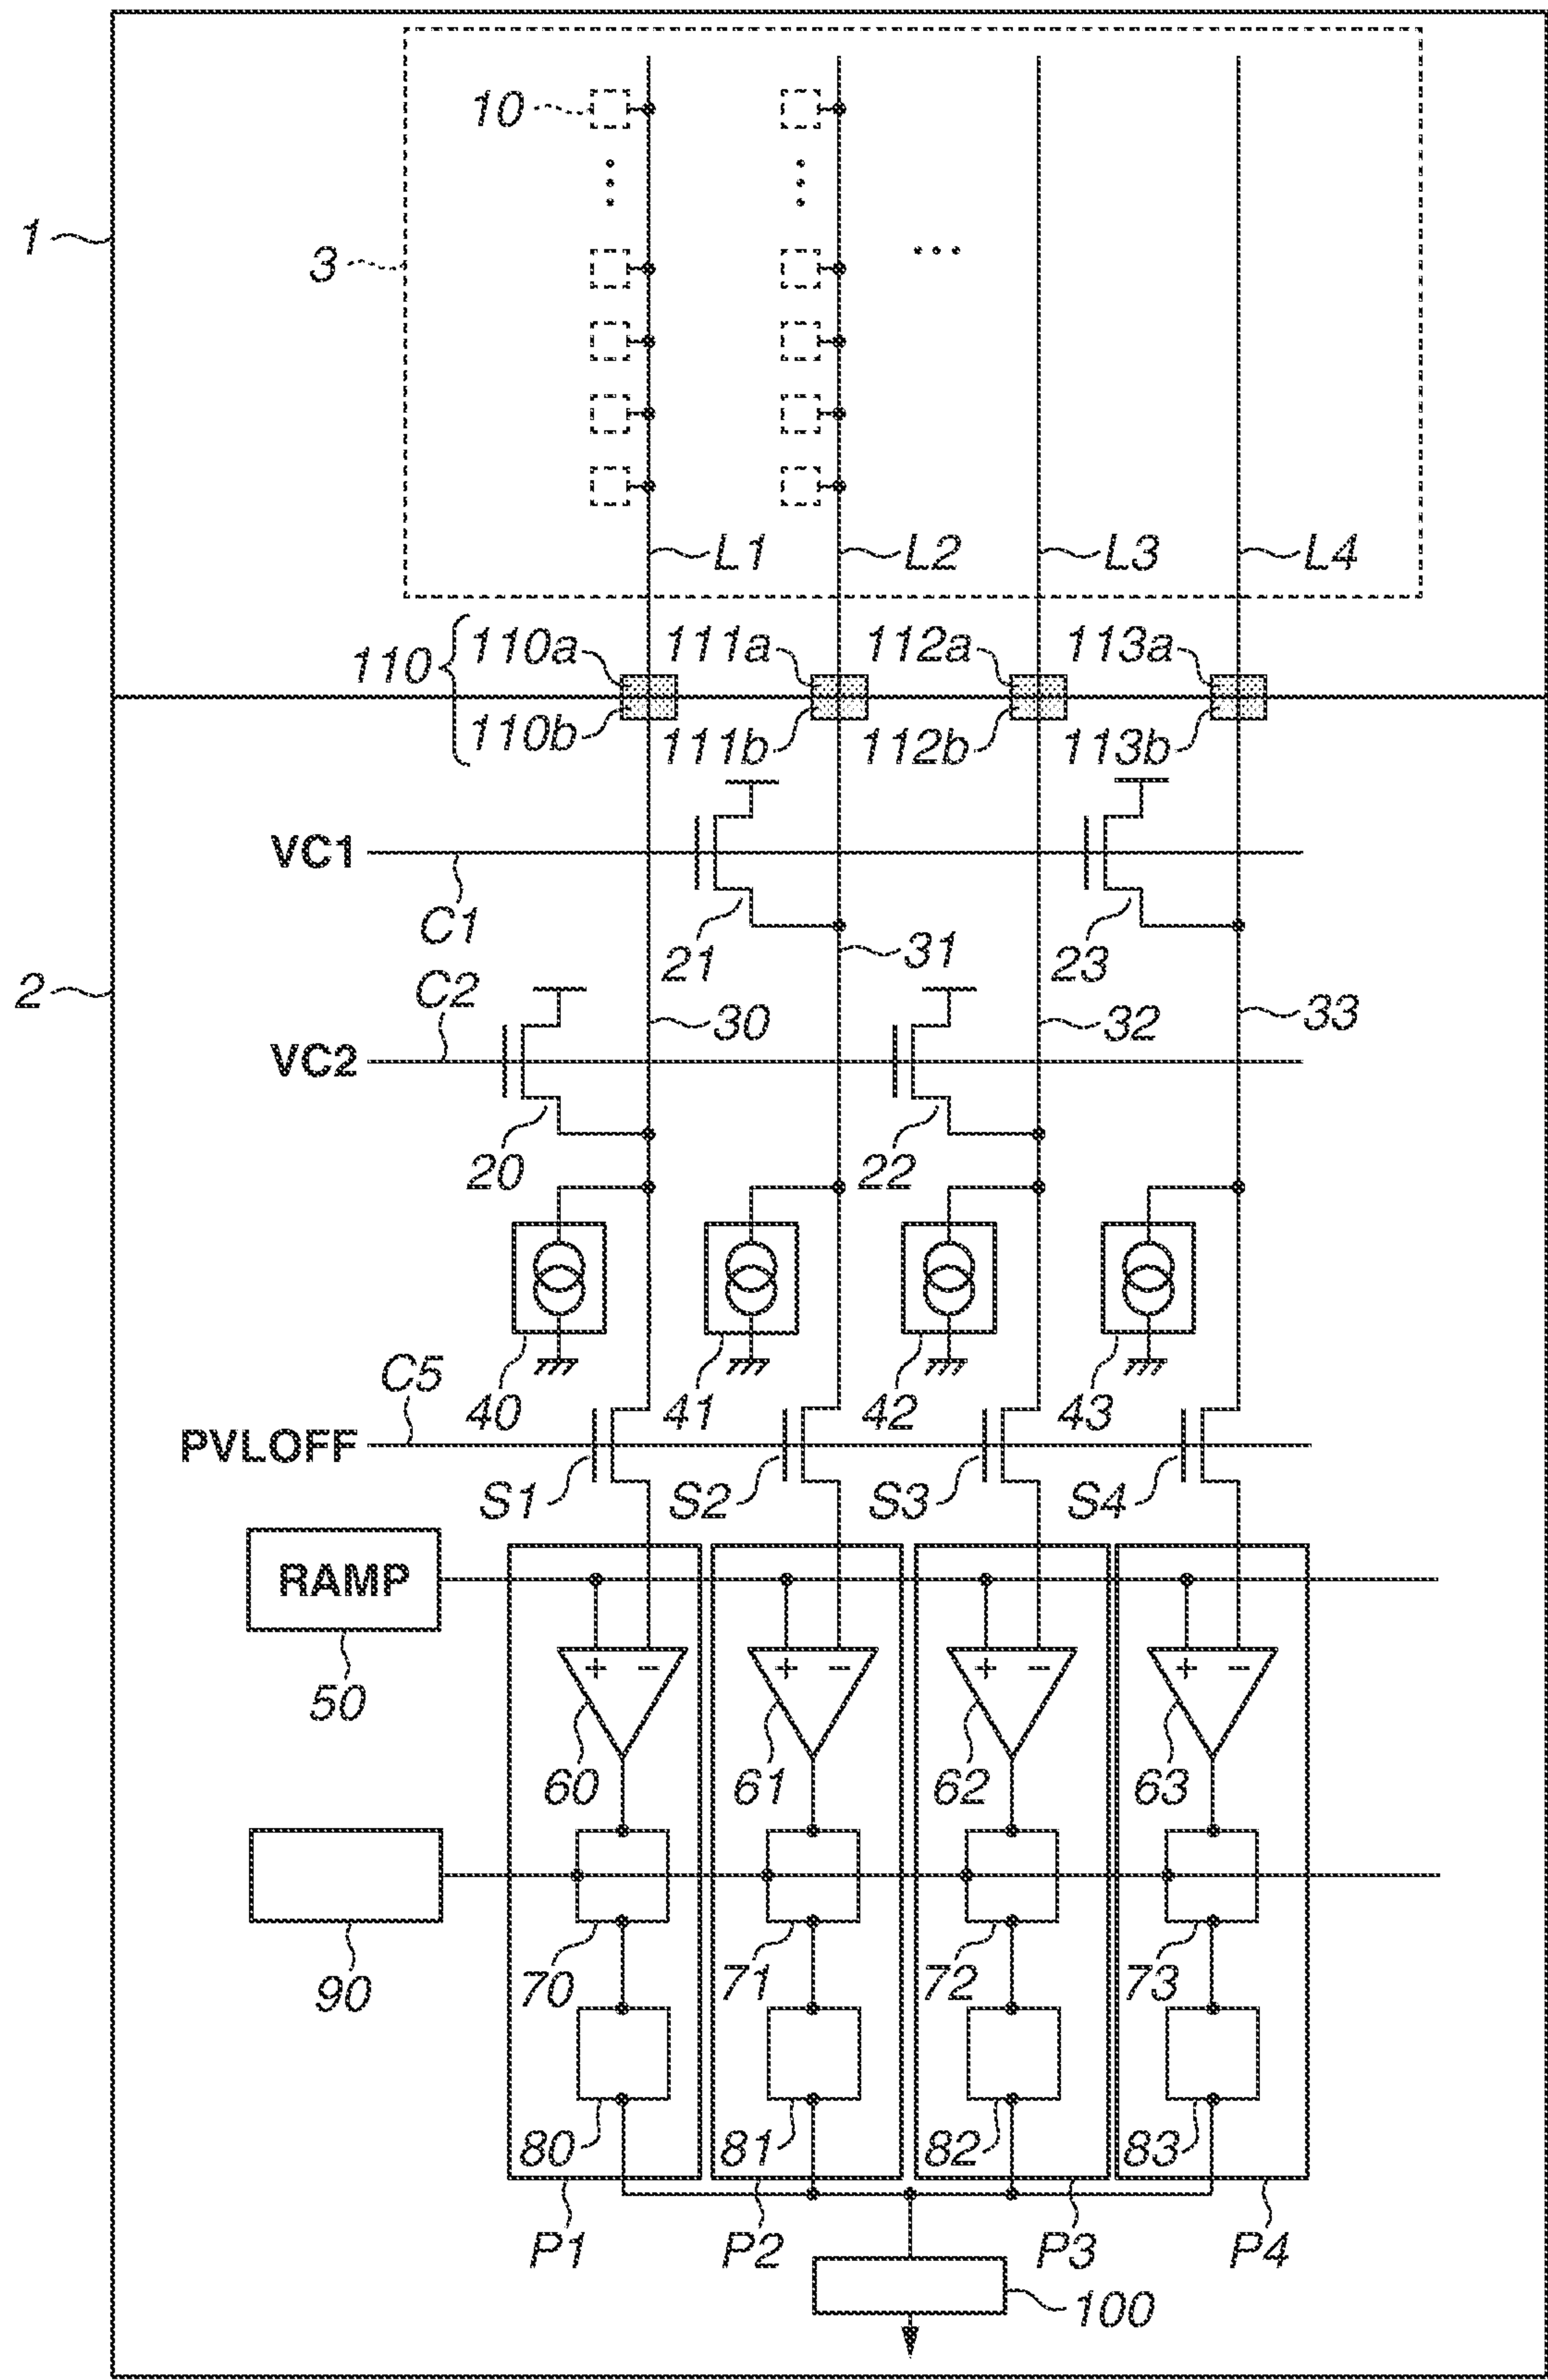 10
1
3
L1 L2 L3 L4
110 110a 111a 112a 113a
110b 111b 112b 113b
VC1
C1 21 31 23
2 C2 30 32 33
VC2
20 22
C5 40 41 42 43
PVLOFF
S1 S2 S3 S4
RAMP
+ - + - + - + -
50
60 61 62 63
90 70 71 72 73
80 81 82 83
P1 P2 P3 P4
100